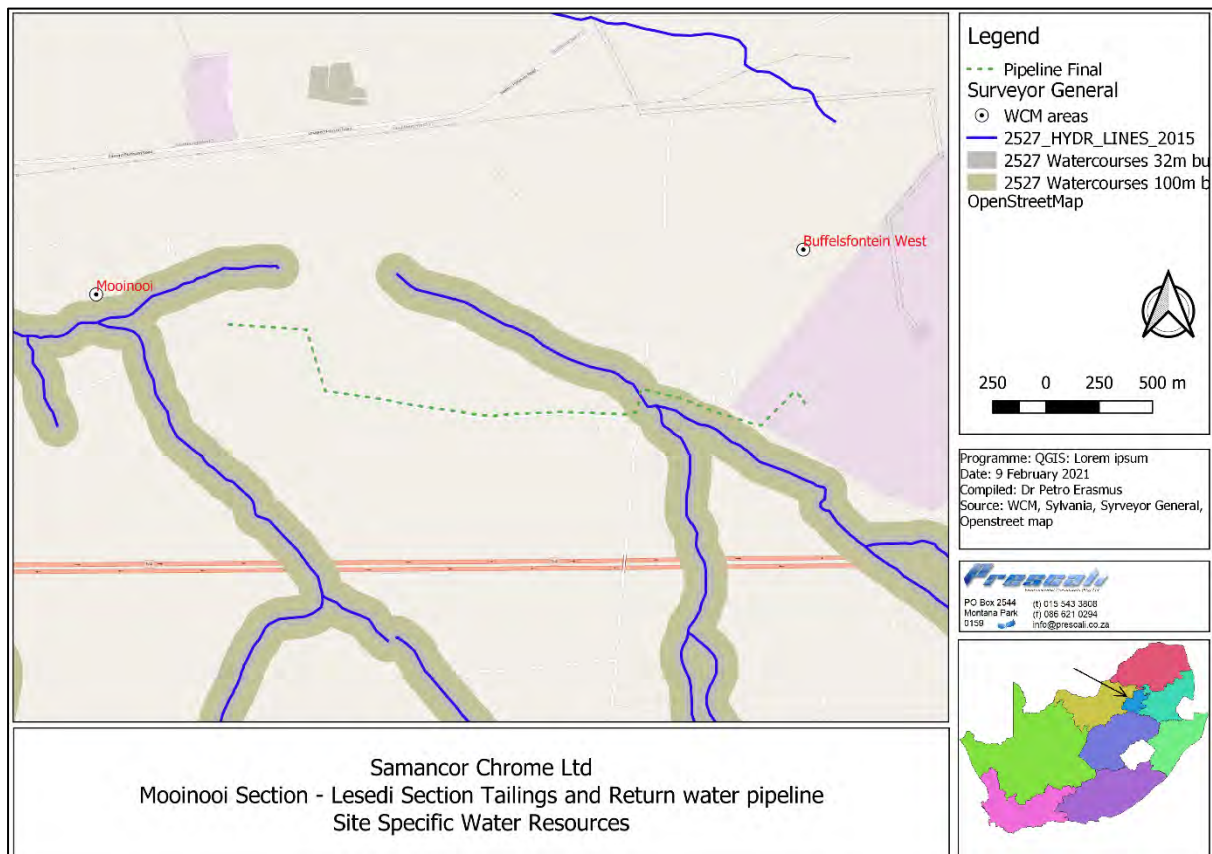 Mooinooi
Buffelsfontein West
Legend
Pipeline Final
Surveyor General
WCM areas
2527_HYDR_LINES_2015
2527 Watercourses 32m bu
2527 Watercourses 100m b
OpenStreetMap
250 0 250 500 m
Programme: QGIS: Lorem ipsum
Date: 9 February 2021
Compiled: Dr Petro Erasmus
Source: WCM, Sylvania, Syrveyor General,
Openstreet map
Prescali
PO Box 2544 (t) 015 543 3808
Montana Park (f) 086 621 0294
0159 info@prescali.co.za
Samancor Chrome Ltd
Mooinooi Section - Lesedi Section Tailings and Return water pipeline
Site Specific Water Resources